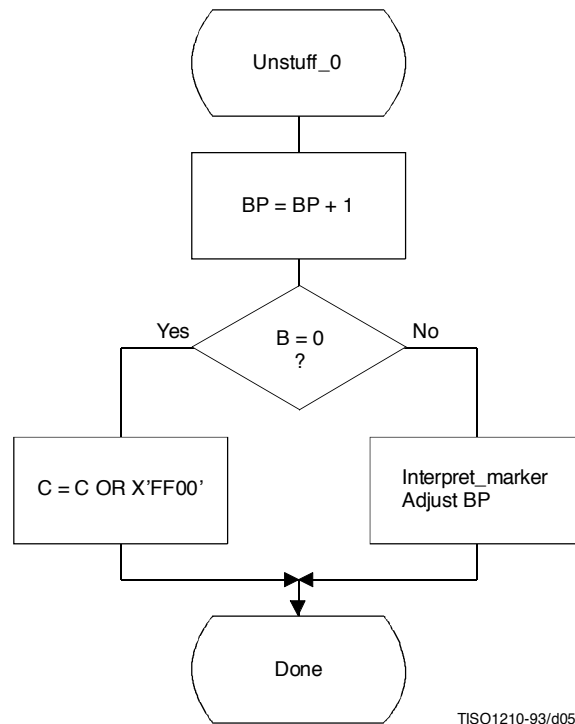 Unstuff_0
BP = BP + 1
Yes
B = 0
?
No
C = C OR X'FF00'
Interpret_marker
Adjust BP
Done
TISO1210-93/d05